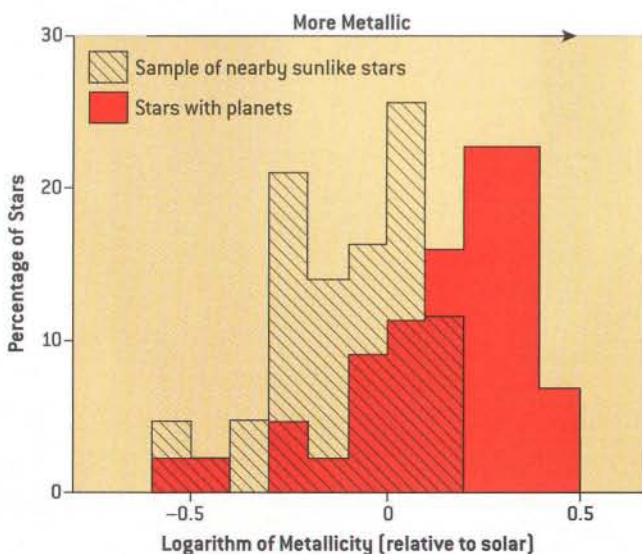 More Metallic
30
Sample of nearby sunlike stars
Stars with planets
20
Percentage of Stars
10
0
−0.5
0
0.5
Logarithm of Metallicity (relative to solar)